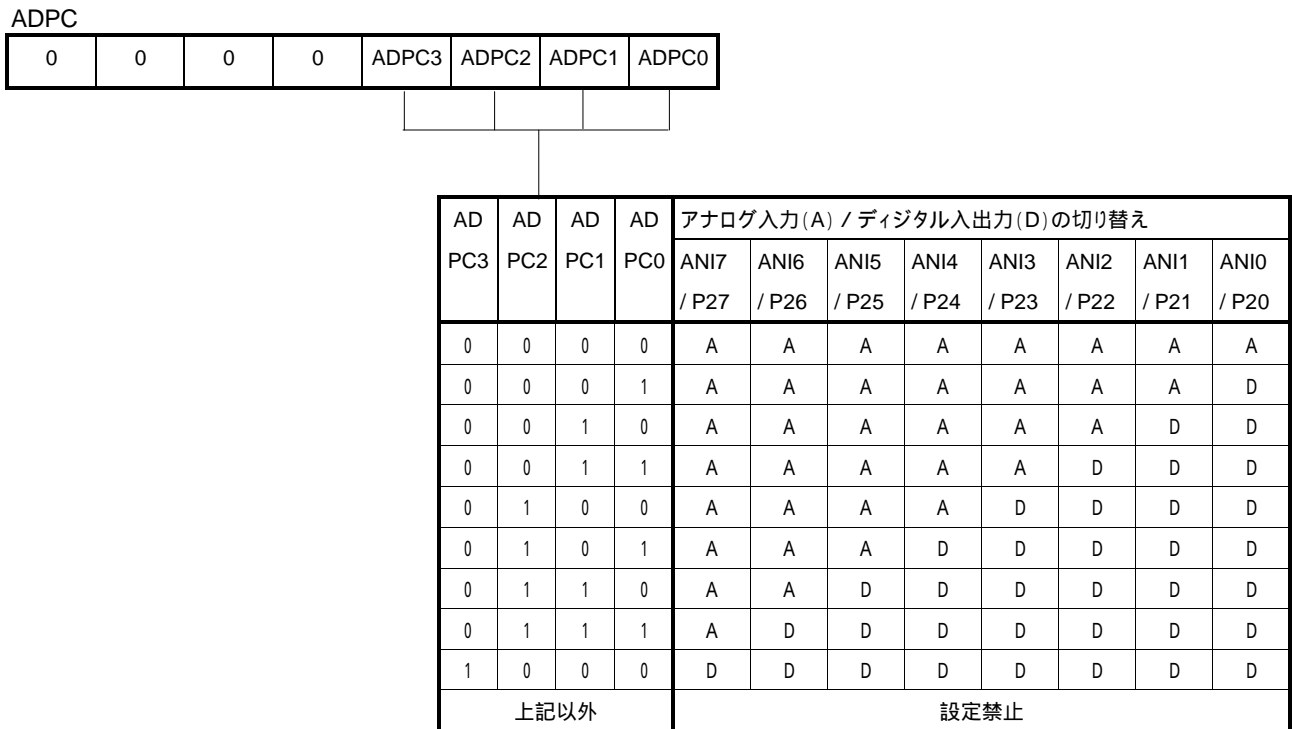 ADPC
0 0 0 0 ADPC3 ADPC2 ADPC1 ADPC0
AD AD AD AD アナログ入力(A) / ディジタル入出力(D)の切り替え
PC3 PC2 PC1 PC0 ANI7 ANI6 ANI5 ANI4 ANI3 ANI2 ANI1 ANI0
/ P27 / P26 / P25 / P24 / P23 / P22 / P21 / P20
0 0 0 0 A A A A A A A A
0 0 0 1 A A A A A A A D
0 0 1 0 A A A A A A D D
0 0 1 1 A A A A A D D D
0 1 0 0 A A A A D D D D
0 1 0 1 A A A D D D D D
0 1 1 0 A A D D D D D D
0 1 1 1 A D D D D D D D
1 0 0 0 D D D D D D D D
上記以外 設定禁止